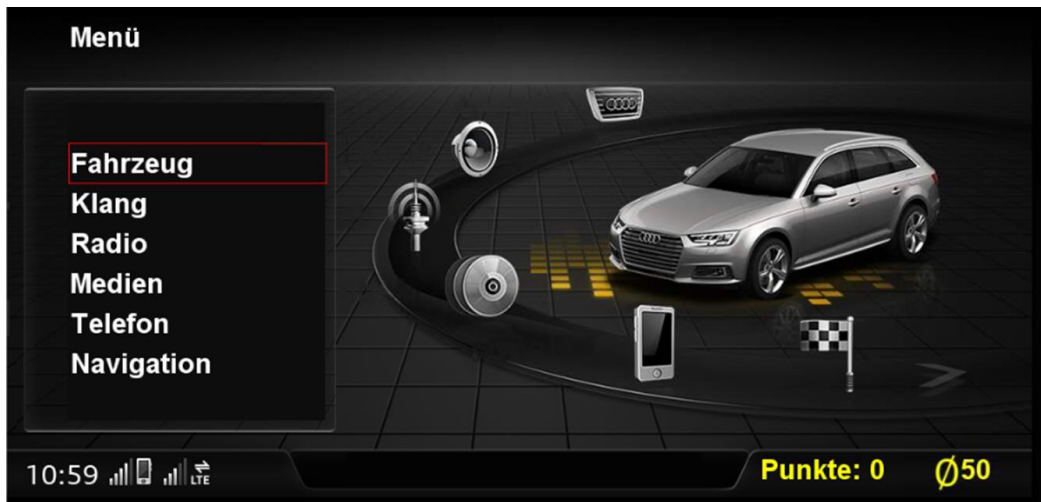 Menü
Fahrzeug
Klang
Radio
Medien
Telefon
Navigation
10:59 LTE Punkte: 0 Ø50